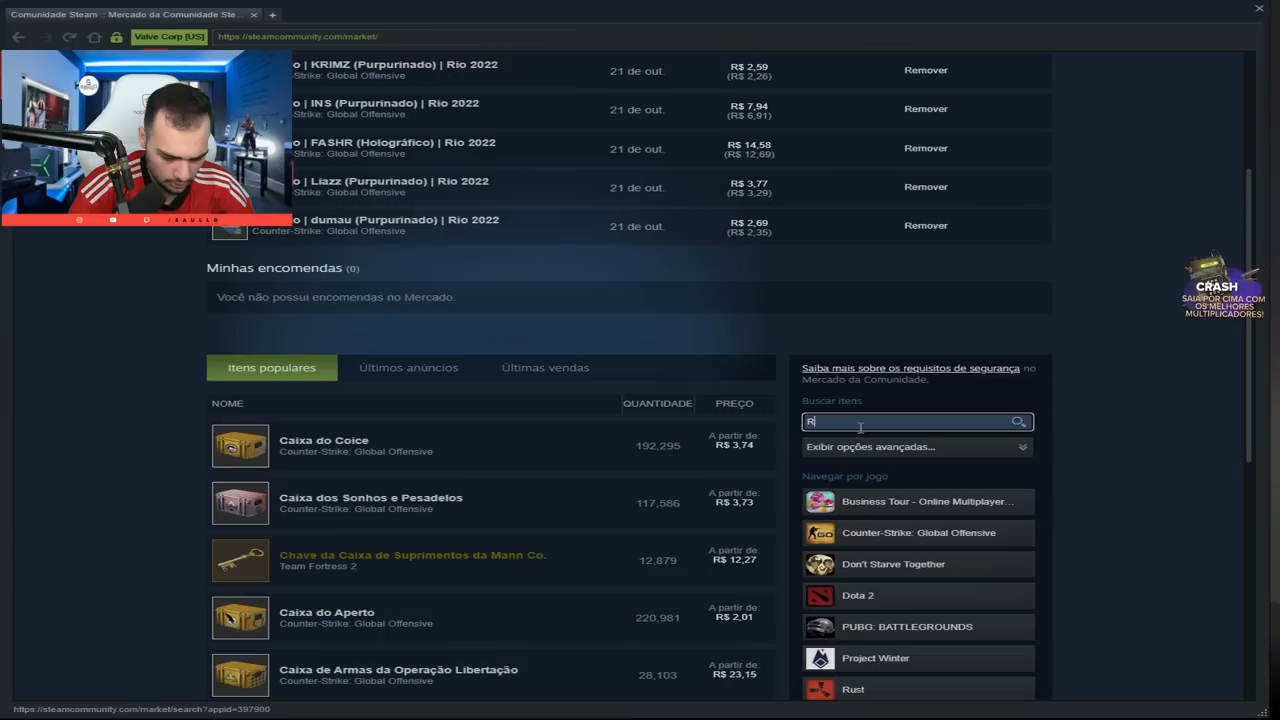 Comunidade Steam :: Mercado da Comunidade Ste...
Valve Corp [US] https://steamcommunity.com/market/
o | KRIMZ (Purpurinado) | Rio 2022
-Strike: Global Offensive
21 de out.
R$ 2,59
(R$ 2,26)
Remover
o | INS (Purpurinado) | Rio 2022
-Strike: Global Offensive
21 de out.
R$ 7,94
(R$ 6,91)
Remover
o | FASHR (Holográfico) | Rio 2022
-Strike: Global Offensive
21 de out.
R$ 14,58
(R$ 12,69)
Remover
o | Liazz (Purpurinado) | Rio 2022
-Strike: Global Offensive
21 de out.
R$ 3,77
(R$ 3,29)
Remover
o | dumau (Purpurinado) | Rio 2022
Counter-Strike: Global Offensive
21 de out.
R$ 2,69
(R$ 2,35)
Remover
/SAULLO
Minhas encomendas (0)
Você não possui encomendas no Mercado.
CRASH
SAIA POR CIMA COM
OS MELHORES
MULTIPLICADORES!
Itens populares
Últimos anúncios
Últimas vendas
NOME
QUANTIDADE
PREÇO
Caixa do Coice
Counter-Strike: Global Offensive
192,295
A partir de:
R$ 3,74
Caixa dos Sonhos e Pesadelos
Counter-Strike: Global Offensive
117,586
A partir de:
R$ 3,73
Chave da Caixa de Suprimentos da Mann Co.
Team Fortress 2
12,879
A partir de:
R$ 12,27
Caixa do Aperto
Counter-Strike: Global Offensive
220,981
A partir de:
R$ 2,01
Caixa de Armas da Operação Libertação
Counter-Strike: Global Offensive
28,103
A partir de:
R$ 23,15
Saiba mais sobre os requisitos de segurança no
Mercado da Comunidade.
Buscar itens
R
Exibir opções avançadas...
Navegar por jogo
Business Tour - Online Multiplayer...
Counter-Strike: Global Offensive
Don't Starve Together
Dota 2
PUBG: BATTLEGROUNDS
Project Winter
Rust
https://steamcommunity.com/market/search?appid=397900